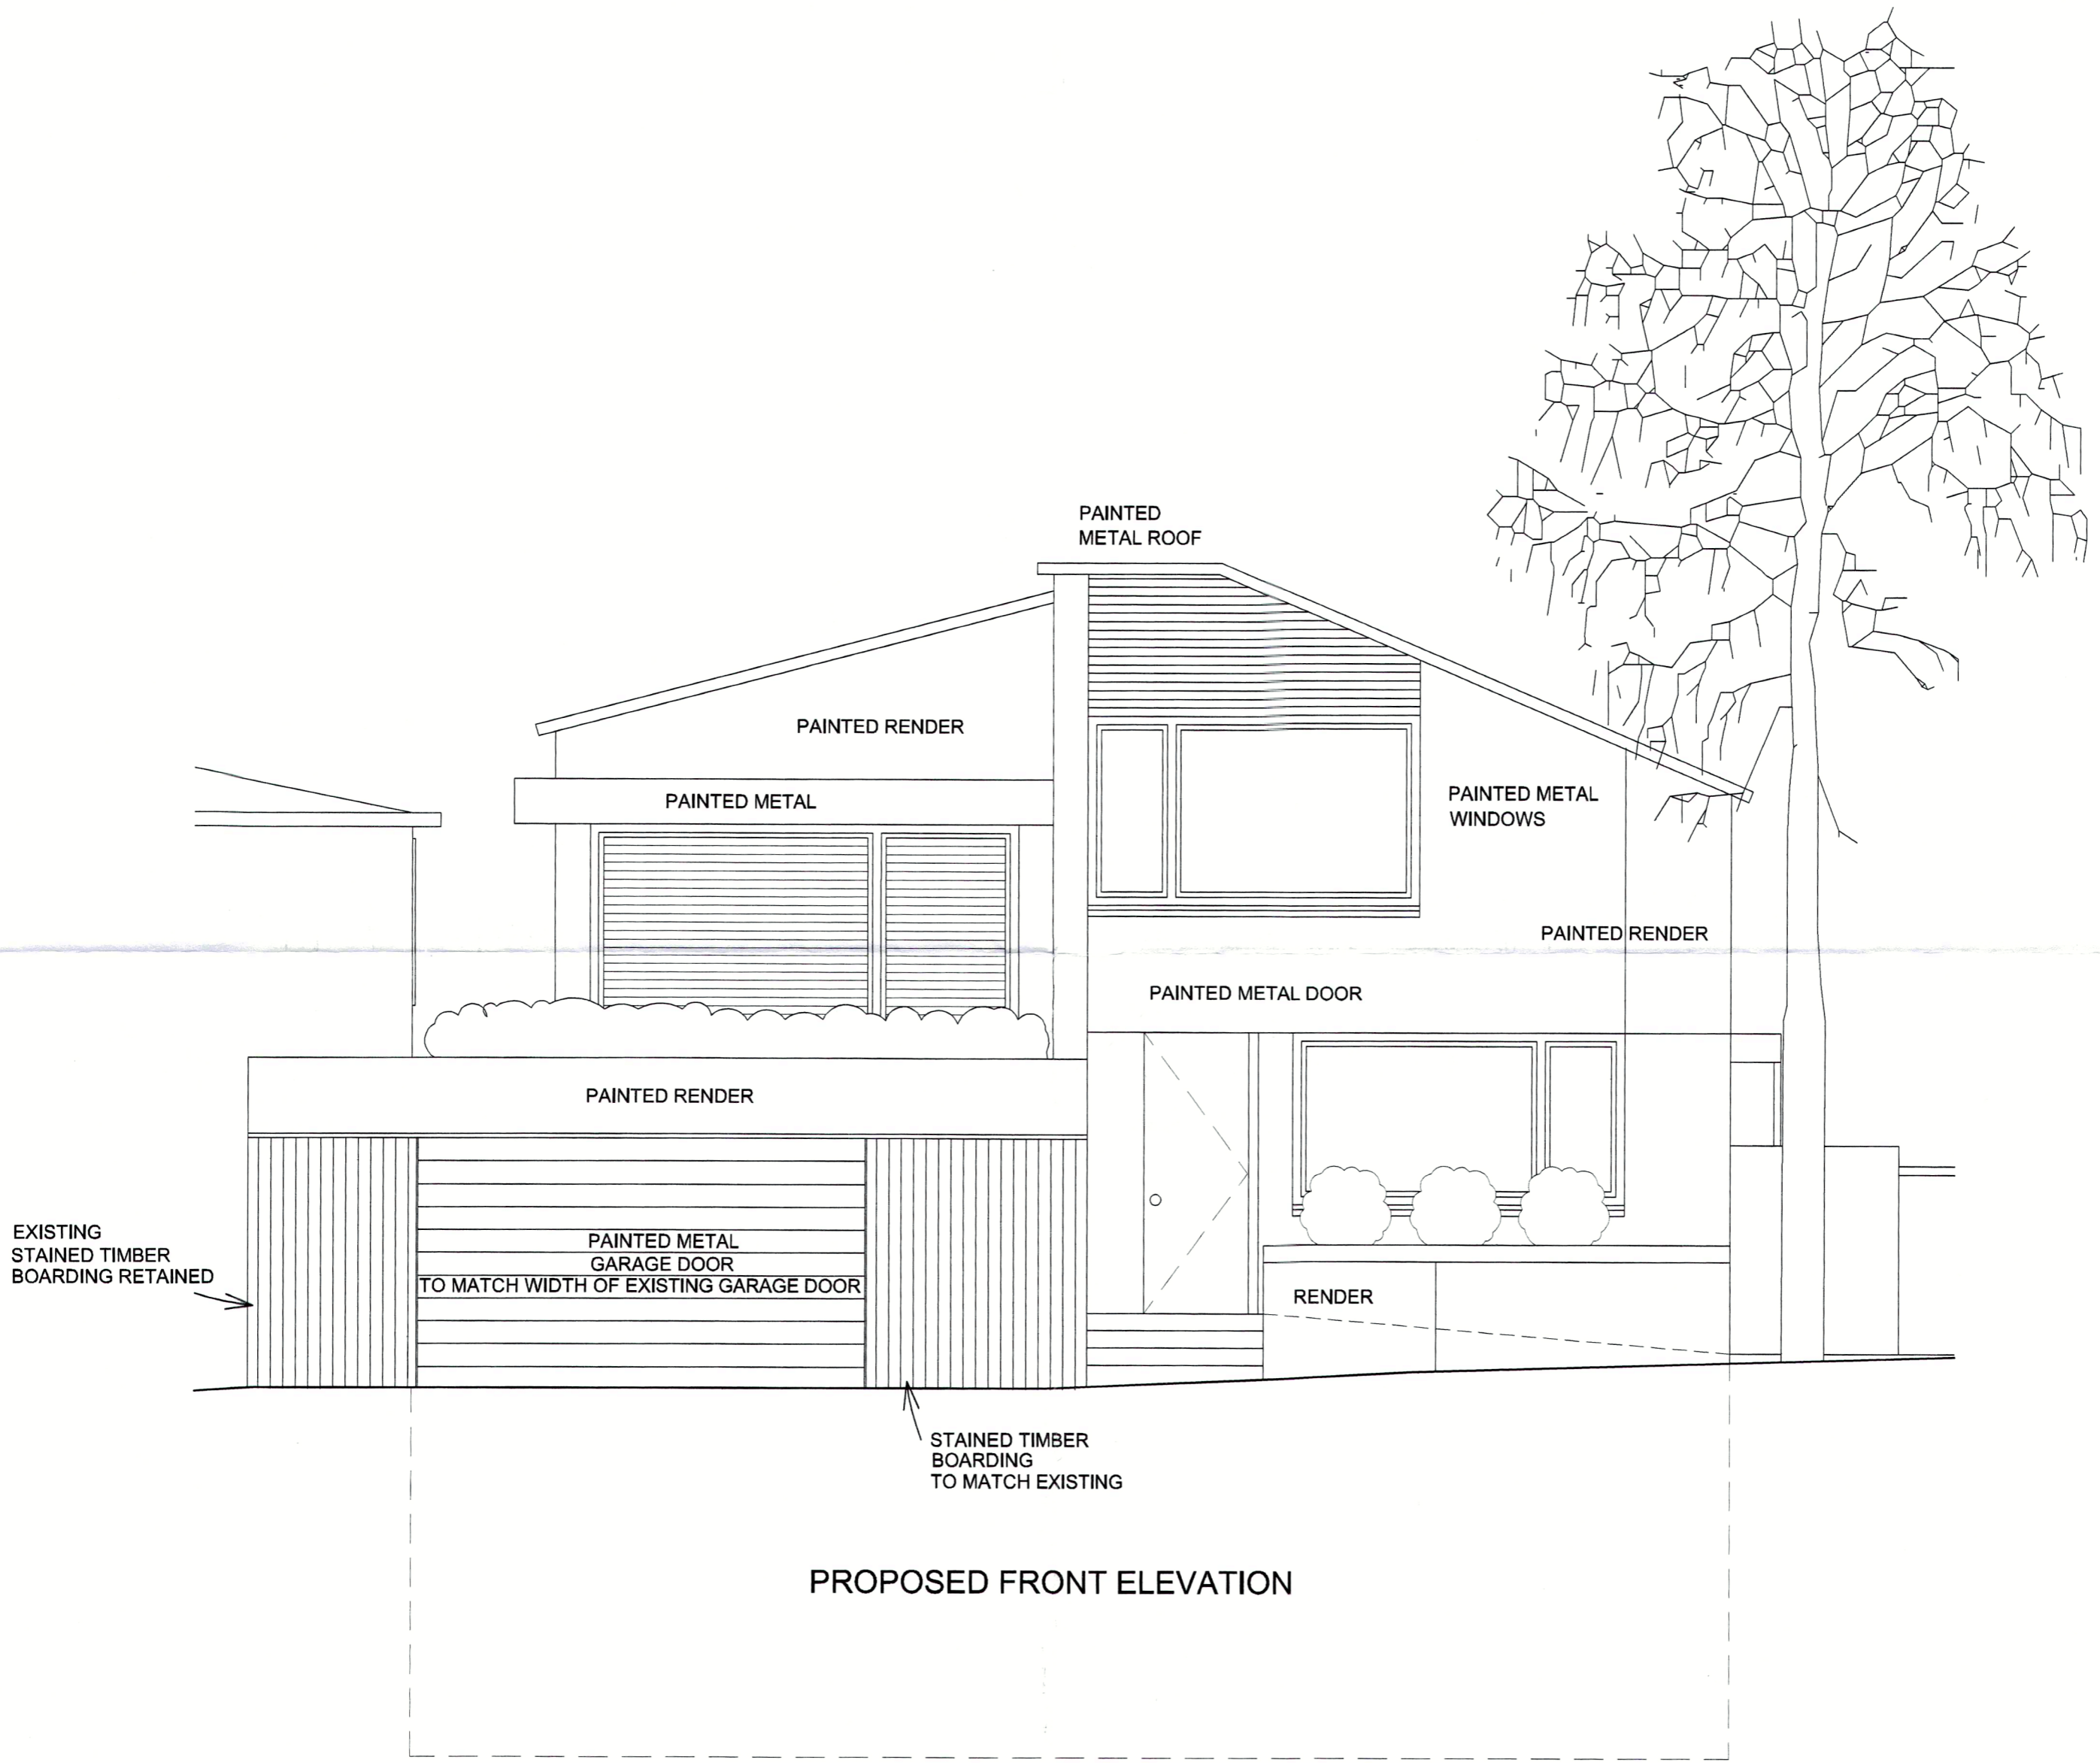 PAINTED
METAL ROOF
PAINTED RENDER
PAINTED METAL
PAINTED METAL
WINDOWS
PAINTED RENDER
PAINTED METAL DOOR
PAINTED RENDER
EXISTING
STAINED TIMBER
BOARDING RETAINED
PAINTED METAL
GARAGE DOOR
TO MATCH WIDTH OF EXISTING GARAGE DOOR
RENDER
STAINED TIMBER
BOARDING
TO MATCH EXISTING
PROPOSED FRONT ELEVATION